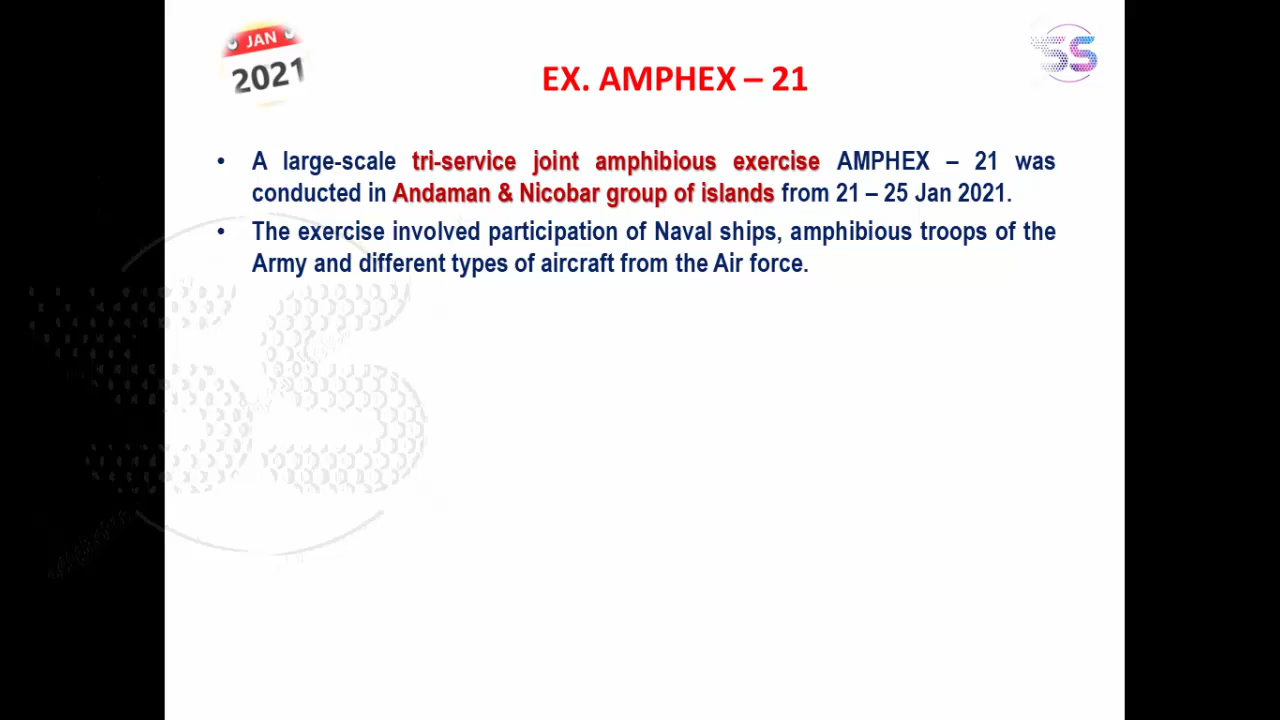 JAN
2021
EX. AMPHEX – 21
• A large-scale tri-service joint amphibious exercise AMPHEX – 21 was
conducted in Andaman & Nicobar group of islands from 21 – 25 Jan 2021.
• The exercise involved participation of Naval ships, amphibious troops of the
Army and different types of aircraft from the Air force.